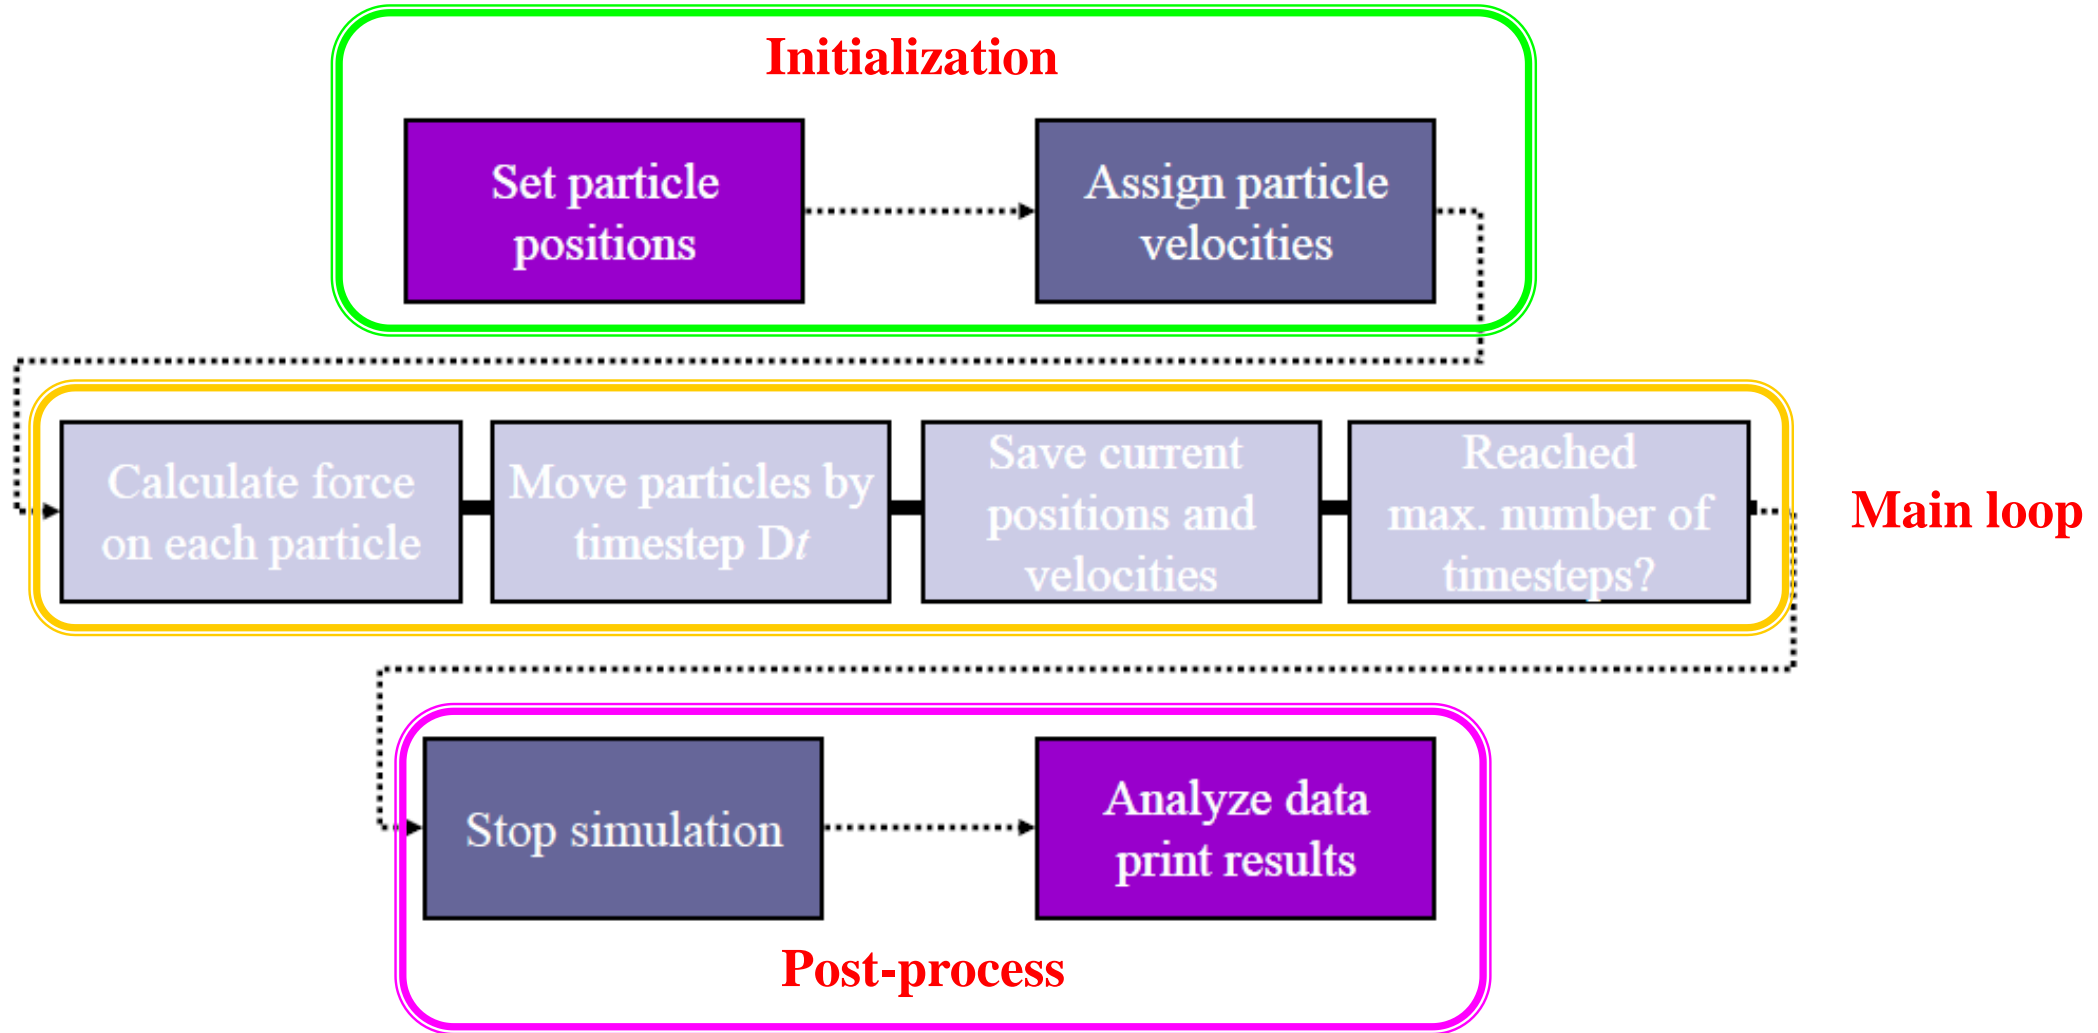 Initialization
Set particle
positions
Assign particle
velocities
Calculate force
on each particle
Move particles by
timestep Dt
Save current
positions and
velocities
Reached
max. number of
timesteps?
Main loop
Stop simulation
Analyze data
print results
Post-process